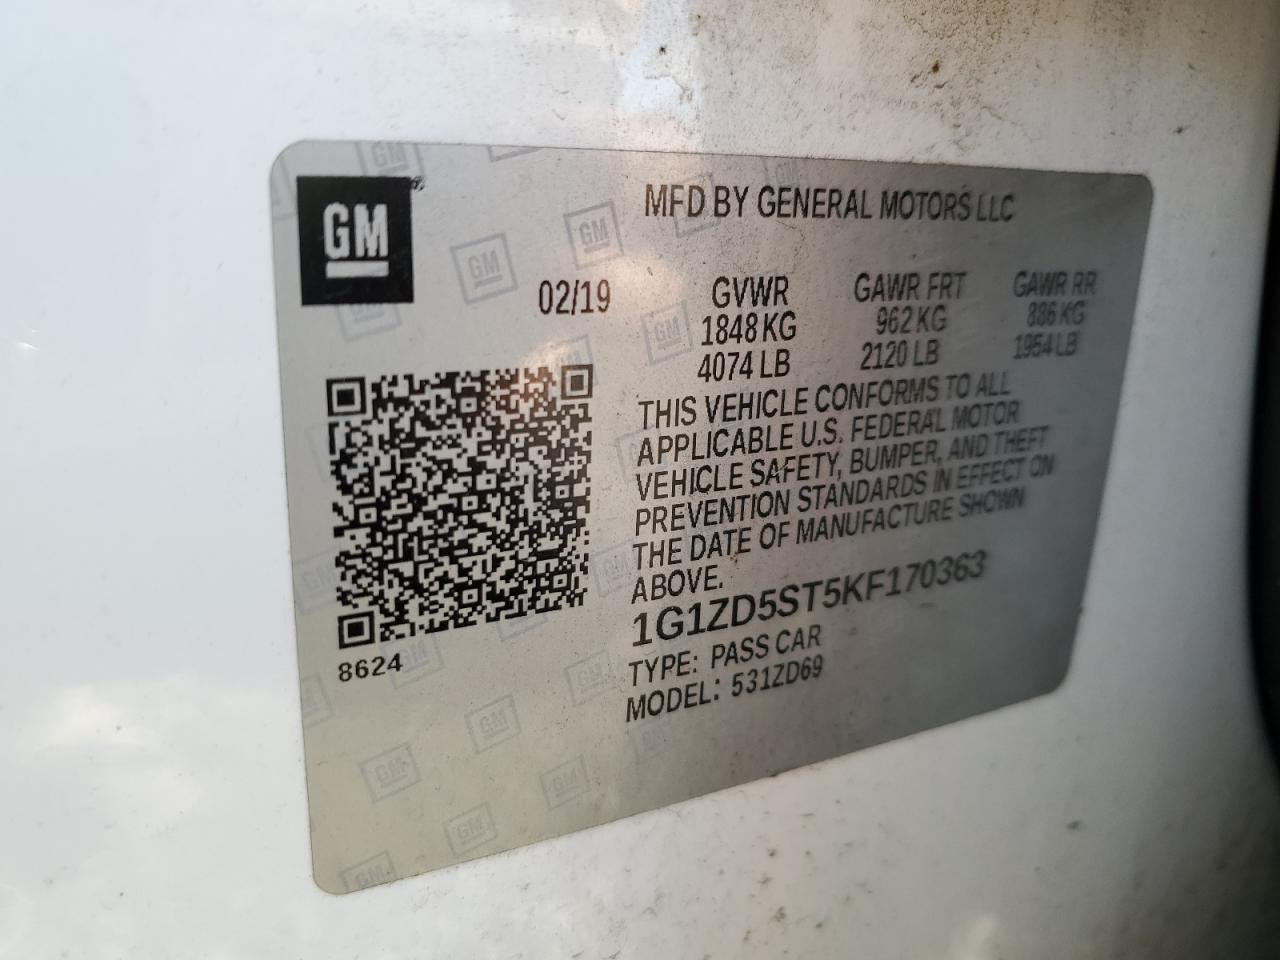 GM
MFD BY GENERAL MOTORS LLC
02/19
GVWR GAWR FRT GAWR RR
1848 KG 962 KG 886 KG
4074 LB 2120 LB 1954 LB
THIS VEHICLE CONFORMS TO ALL
APPLICABLE U.S. FEDERAL MOTOR
VEHICLE SAFETY, BUMPER, AND THEFT
PREVENTION STANDARDS IN EFFECT ON
THE DATE OF MANUFACTURE SHOWN
ABOVE.
1G1ZD5ST5KF170363
TYPE: PASS CAR
MODEL: 531ZD69
8624